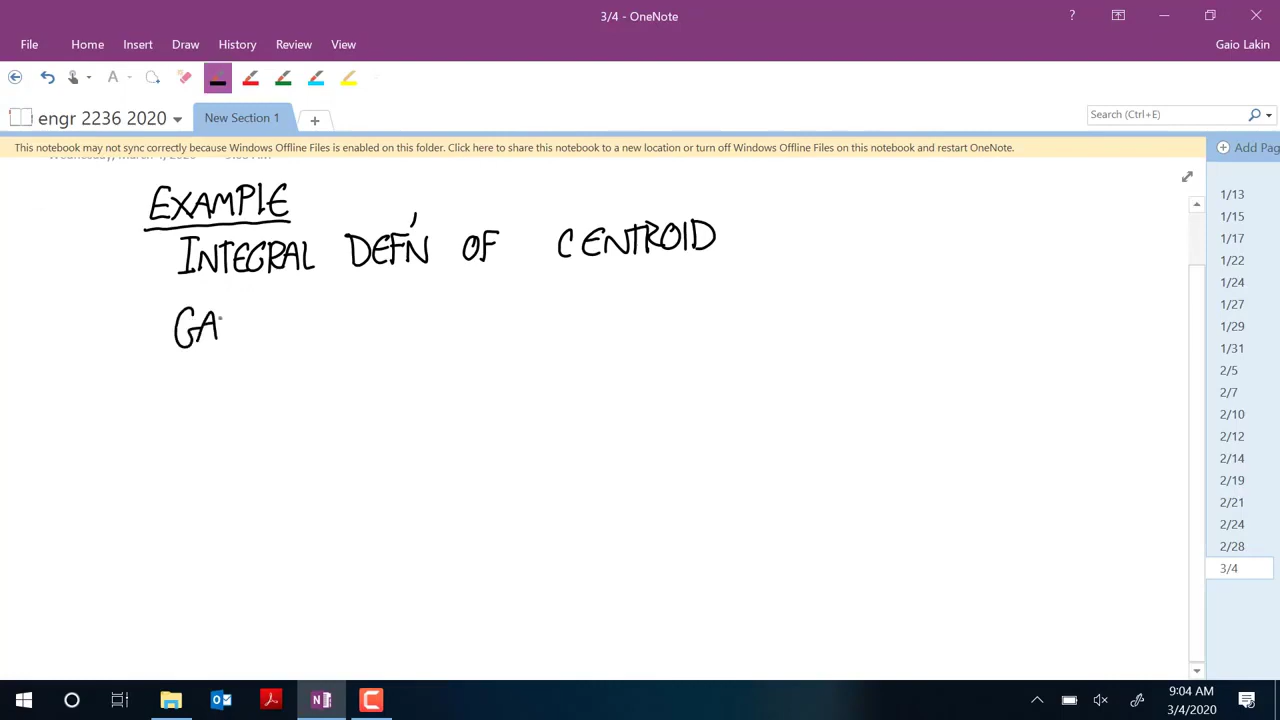 3/4 - OneNote
?
File Home Insert Draw History Review View
Gaio Lakin
A
engr 2236 2020
New Section 1
+
Search (Ctrl+E)
This notebook may not sync correctly because Windows Offline Files is enabled on this folder. Click here to share this notebook to a new location or turn off Windows Offline Files on this notebook and restart OneNote.
Add Pag
EXAMPLE
INTEGRAL DEF'N OF CENTROID
GA
1/13
1/15
1/17
1/22
1/24
1/27
1/29
1/31
2/5
2/7
2/10
2/12
2/14
2/19
2/21
2/24
2/28
3/4
9:04 AM
3/4/2020